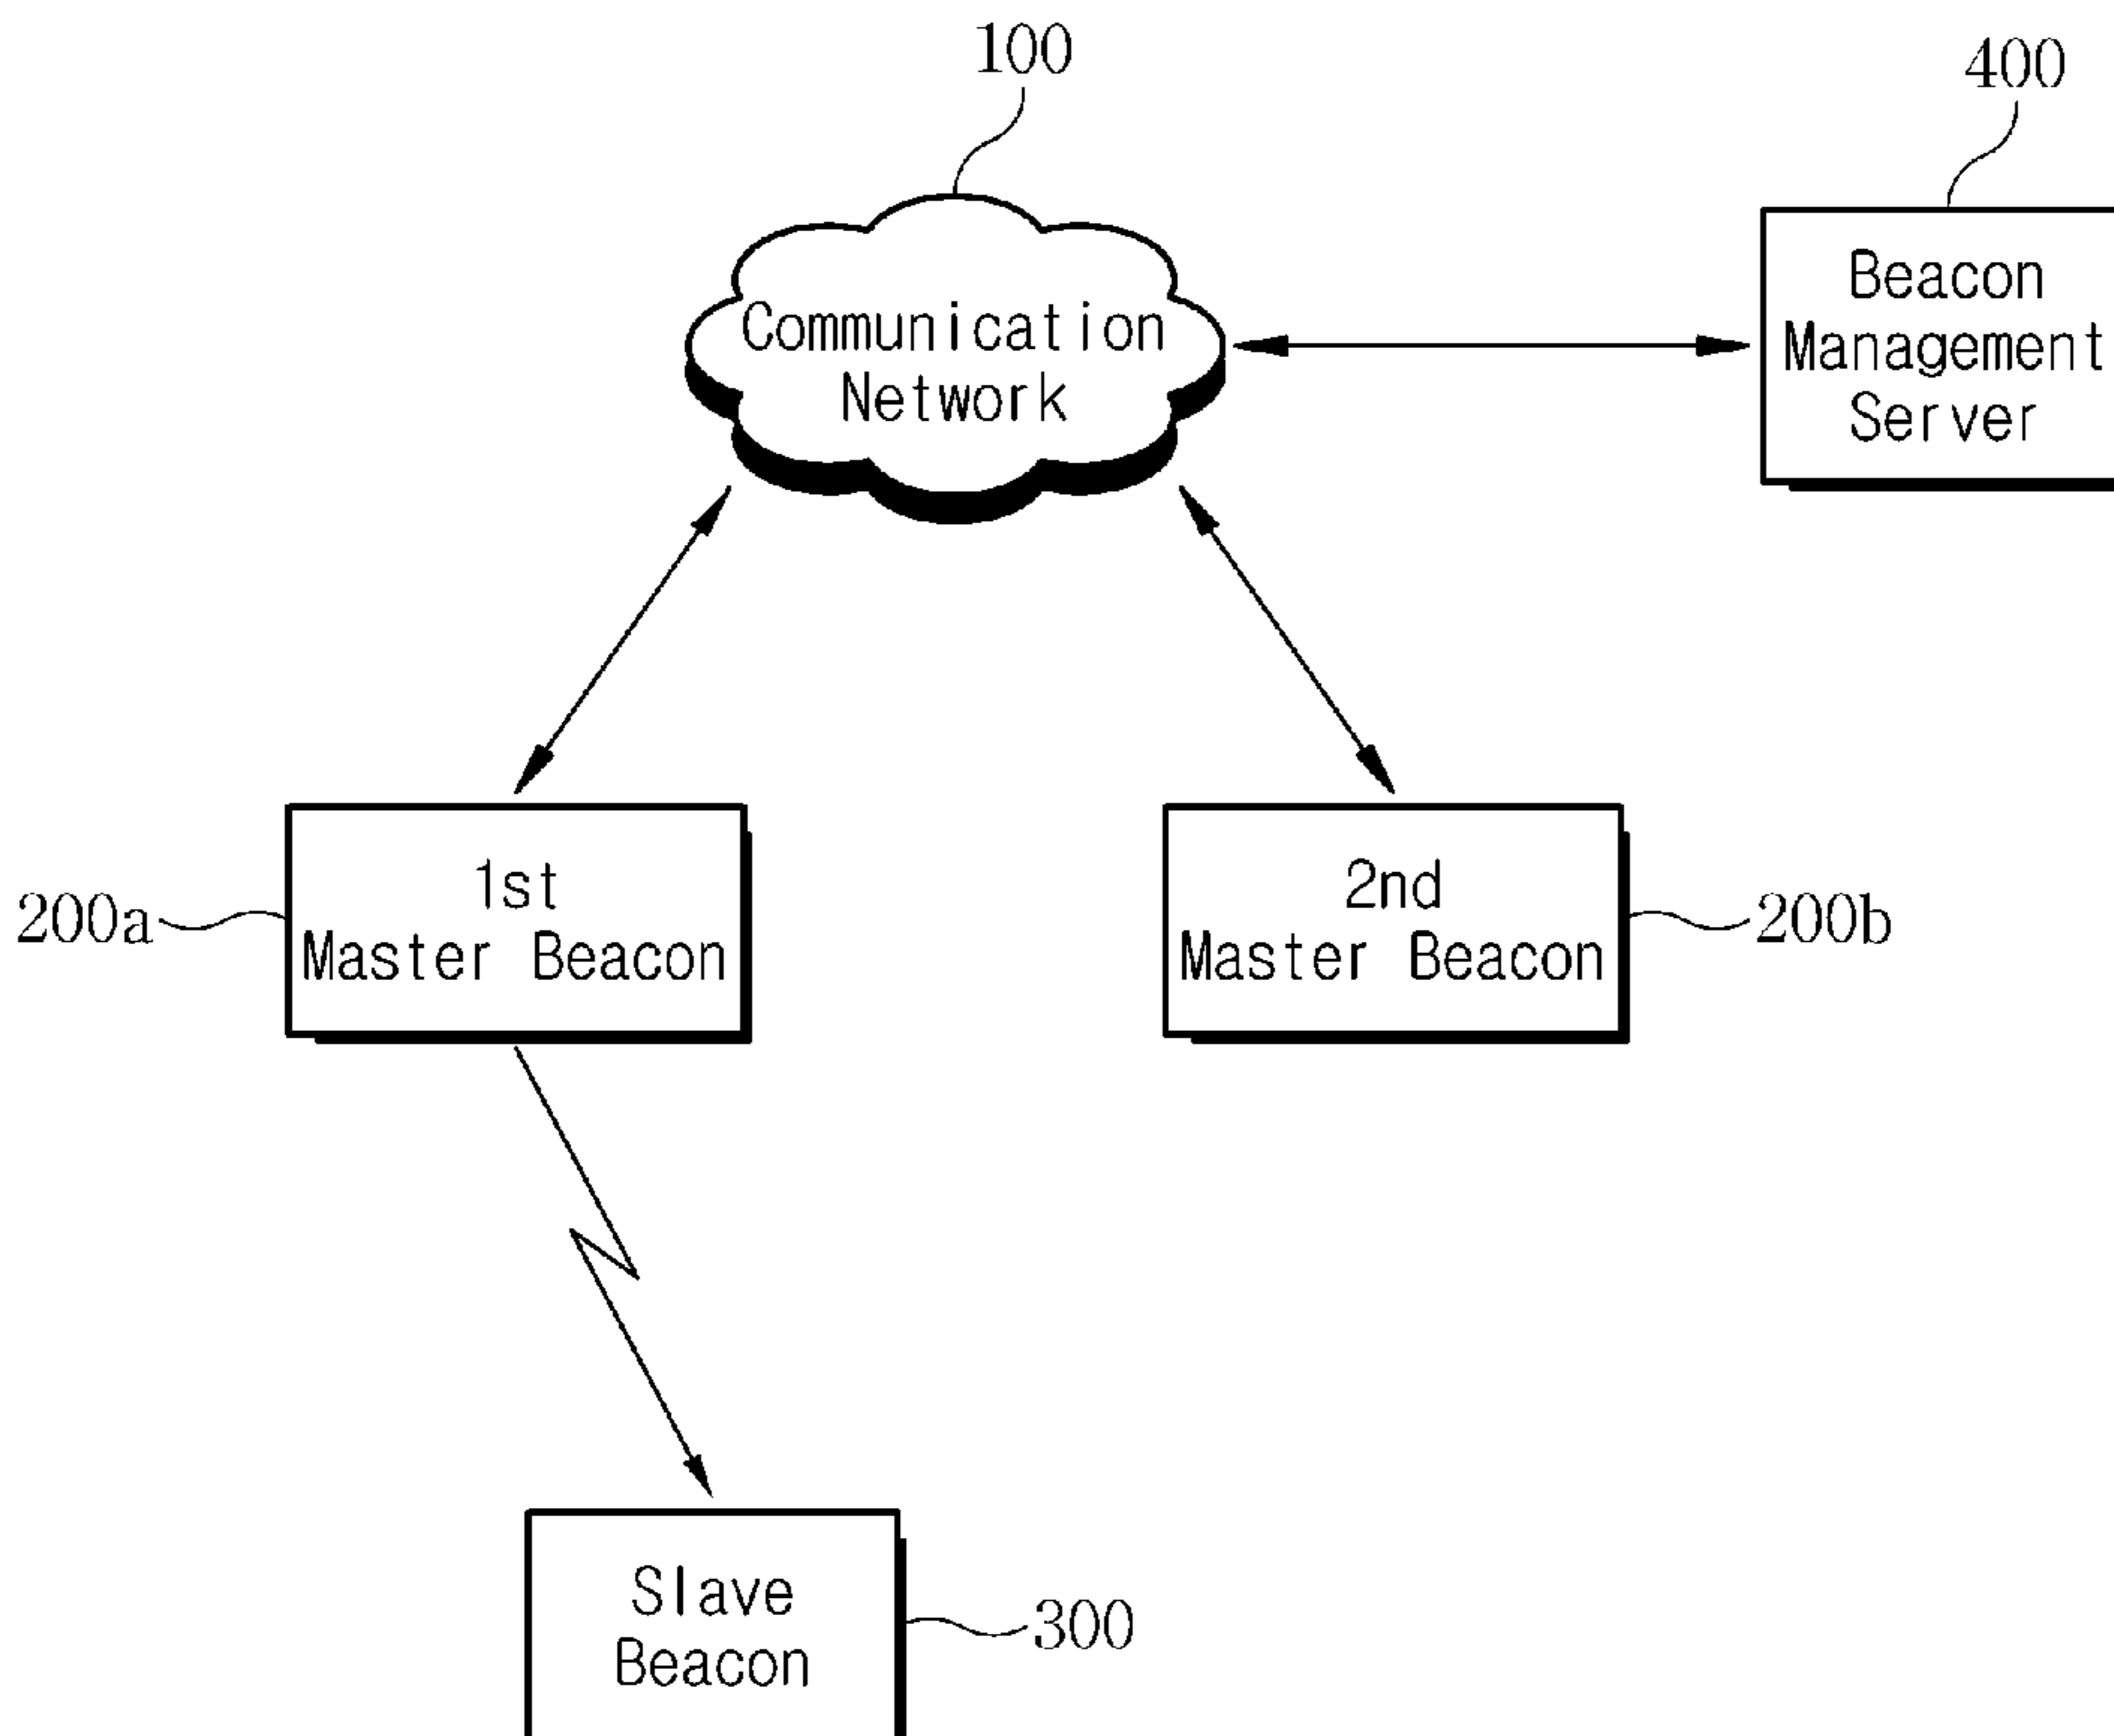 100
400
Communication
Network
Beacon
Management
Server
1st
Master Beacon
200a
2nd
Master Beacon
200b
Slave
Beacon
300